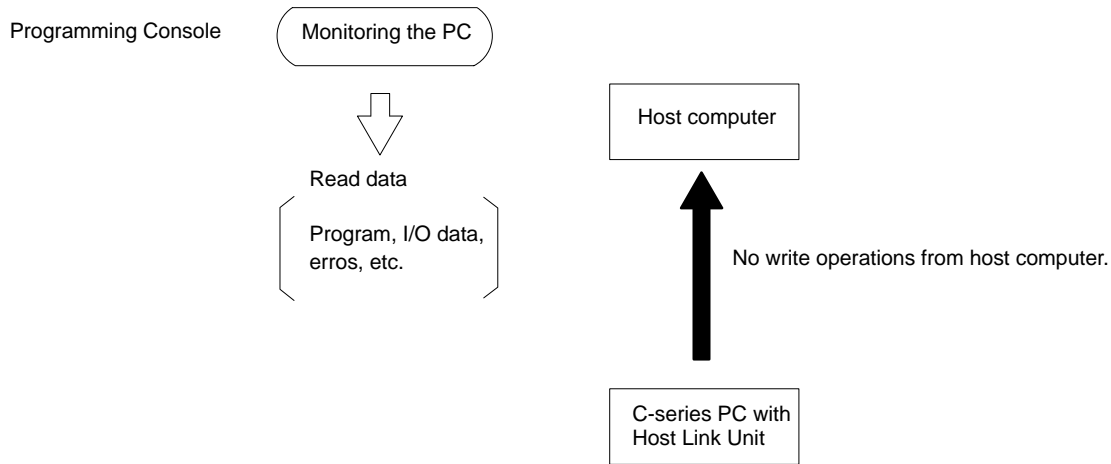 Programming Console
Monitoring the PC
Read data
Program, I/O data,
erros, etc.
Host computer
No write operations from host computer.
C-series PC with
Host Link Unit